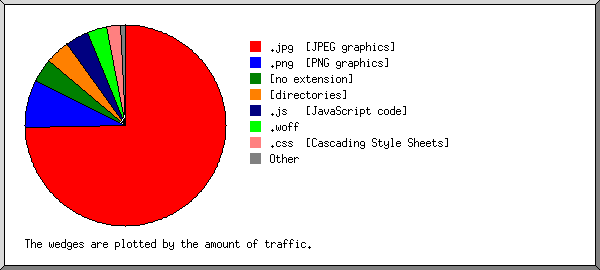 .jpg [JPEG graphics]
.png [PNG graphics]
[no extension]
[directories]
.js [JavaScript code]
.woff
.css [Cascading Style Sheets]
Other
The wedges are plotted by the amount of traffic.